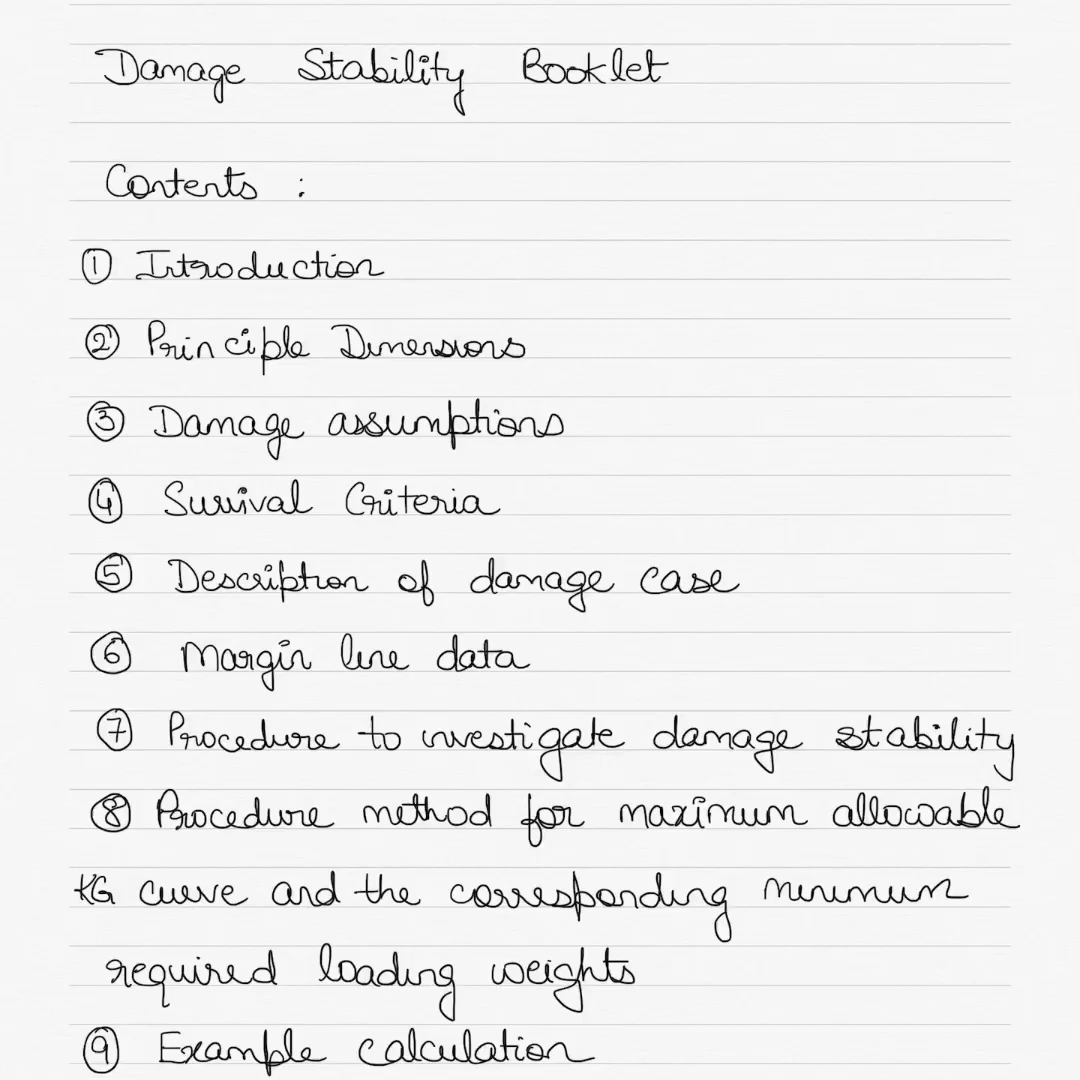 Damage Stability Booklet
Contents :
① Introduction
② Principle Dimensions
③ Damage assumptions
④ Survival Criteria
⑤ Description of damage case
⑥ Margin line data
⑦ Procedure to investigate damage stability
⑧ Procedure method for maximum allowable
KG curve and the corresponding minimum
required loading weights
⑨ Example calculation